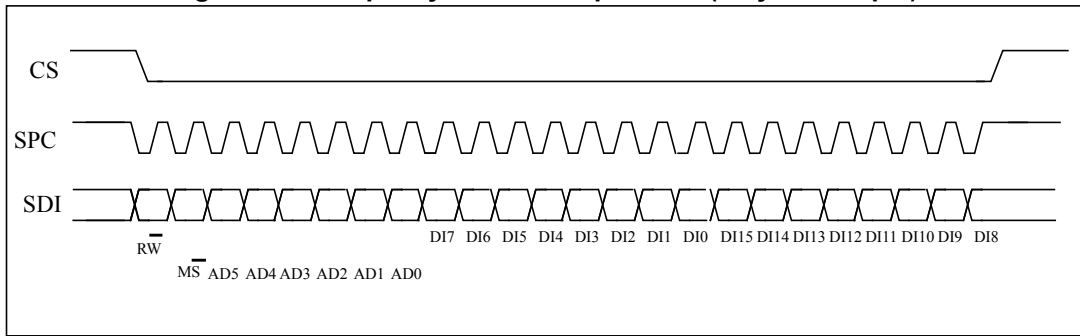 CS
SPC
SDI
DI7 DI6 DI5 DI4 DI3 DI2 DI1 DI0 DI15 DI14 DI13 DI12 DI11 DI10 DI9 DI8
RW
MS AD5 AD4 AD3 AD2 AD1 AD0